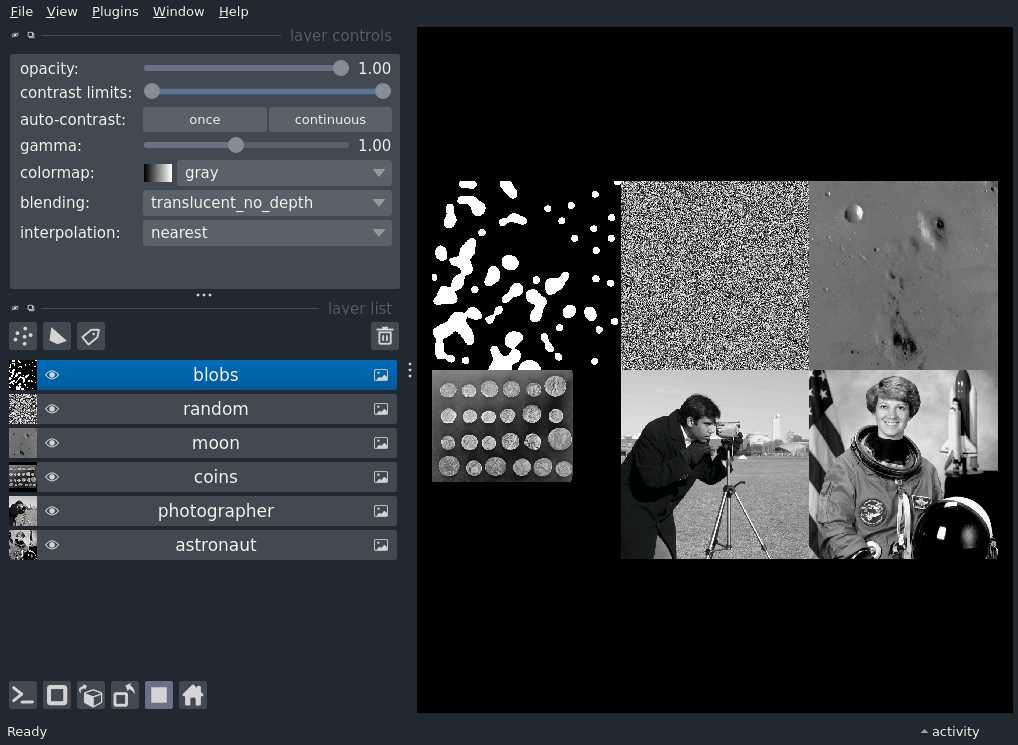 File View Plugins Window Help
layer controls
opacity: 1.00
contrast limits:
auto-contrast: once continuous
gamma: 1.00
colormap: gray
blending: translucent_no_depth
interpolation: nearest
layer list
blobs
random
moon
coins
photographer
astronaut
Ready
activity